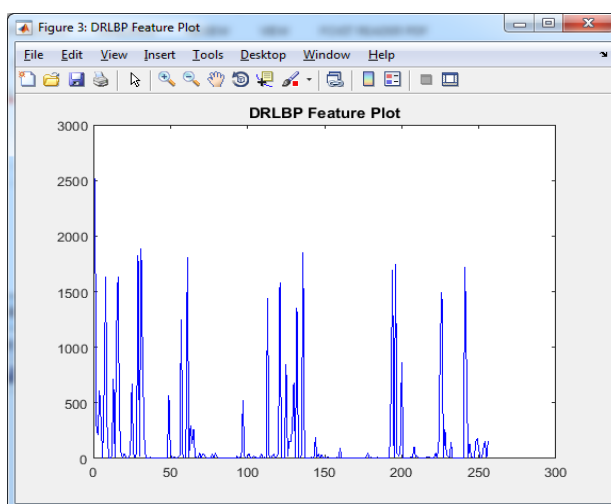 Figure 3: DRLBP Feature Plot
File Edit View Insert Tools Desktop Window Help
DRLBP Feature Plot
3000
2500
2000
1500
1000
500
0
0 50 100 150 200 250 300